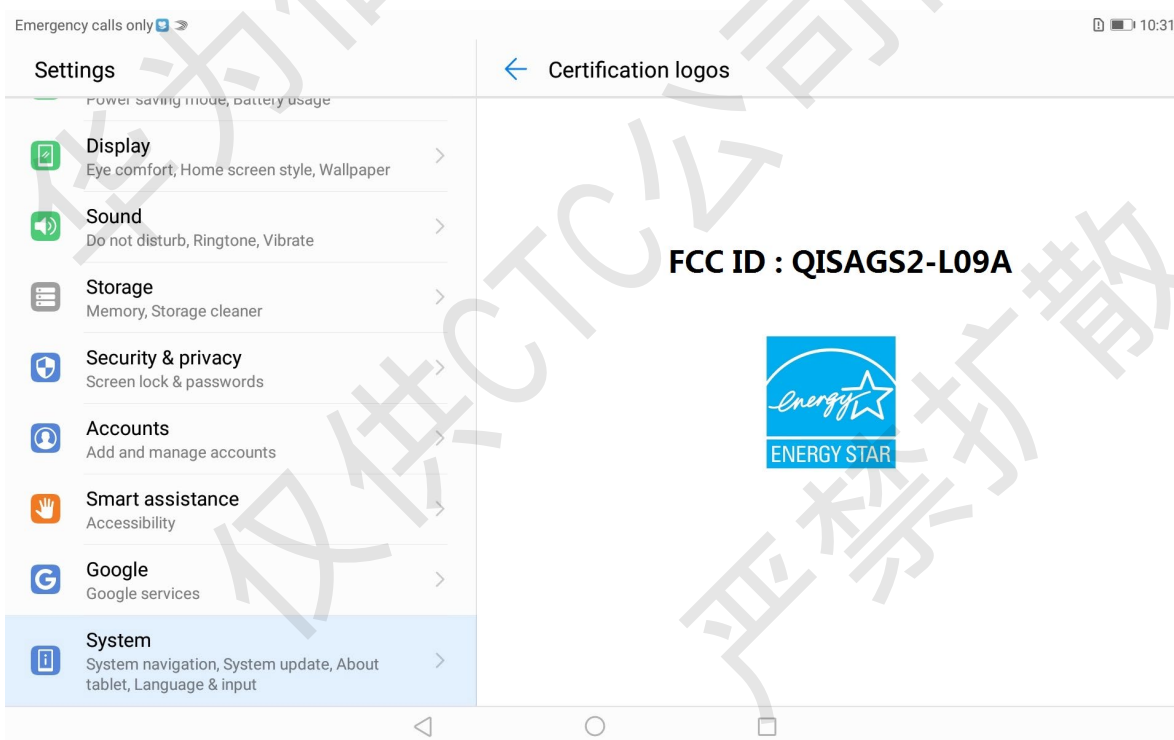 Emergency calls only
10:31
Settings
Certification logos
Power saving mode, Battery usage
Display
Eye comfort, Home screen style, Wallpaper
Sound
Do not disturb, Ringtone, Vibrate
Storage
Memory, Storage cleaner
Security & privacy
Screen lock & passwords
Accounts
Add and manage accounts
Smart assistance
Accessibility
Google
Google services
System
System navigation, System update, About
tablet, Language & input
FCC ID : QISAGS2-L09A
energy
ENERGY STAR
华为
仅供CTC公司
严禁扩散